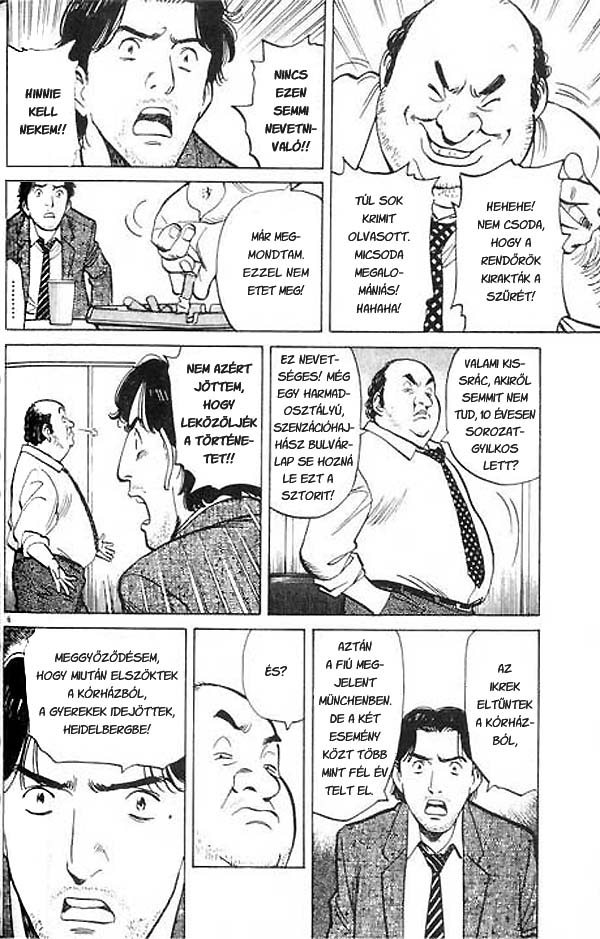 HEHEHE!
NEM CSODA,
HOGY A
RENDŐRÖK
KIRAKTÁK A
SZŰRÉT!
TÚL SOK
KRIMIT
OLVASOTT.
MICSODA
MEGALO-
MÁNIÁS!
HAHAHA!
NINCS
EZEN
SEMMI
NEVETNI-
VALÓ!!
HINNIE
KELL
NEKEM!!
MÁR MEG-
MONDTAM.
EZZEL NEM
ETET MEG!
........
VALAMI KIS-
SRÁC, AKIRŐL
SEMMIT NEM
TUD, 10 ÉVESEN
SOROZAT-
GYILKOS
LETT?
EZ NEVET-
SÉGES! MÉG
EGY HARMAD-
OSZTÁLYÚ,
SZENZÁCIÓHAJ-
HÁSZ BULVÁR-
LAP SE HOZNÁ
LE EZT A
SZTORIT!
NEM AZÉRT
JÖTTEM,
HOGY
LEKÖZÖLJÉK
A TÖRTÉNE-
TET!!
AZ
IKREK
ELTŰNTEK
A KÓRHÁZ-
BÓL,
AZTÁN
A FIÚ MEG-
JELENT
MÜNCHENBEN.
DE A KÉT
ESEMÉNY
KÖZT TÖBB
MINT FÉL ÉV
TELT EL.
ÉS?
MEGGYŐZŐDÉSEM,
HOGY MIUTÁN ELSZÖKTEK
A KÓRHÁZBÓL,
A GYEREKEK IDEJÖTTEK,
HEIDELBERGBE!